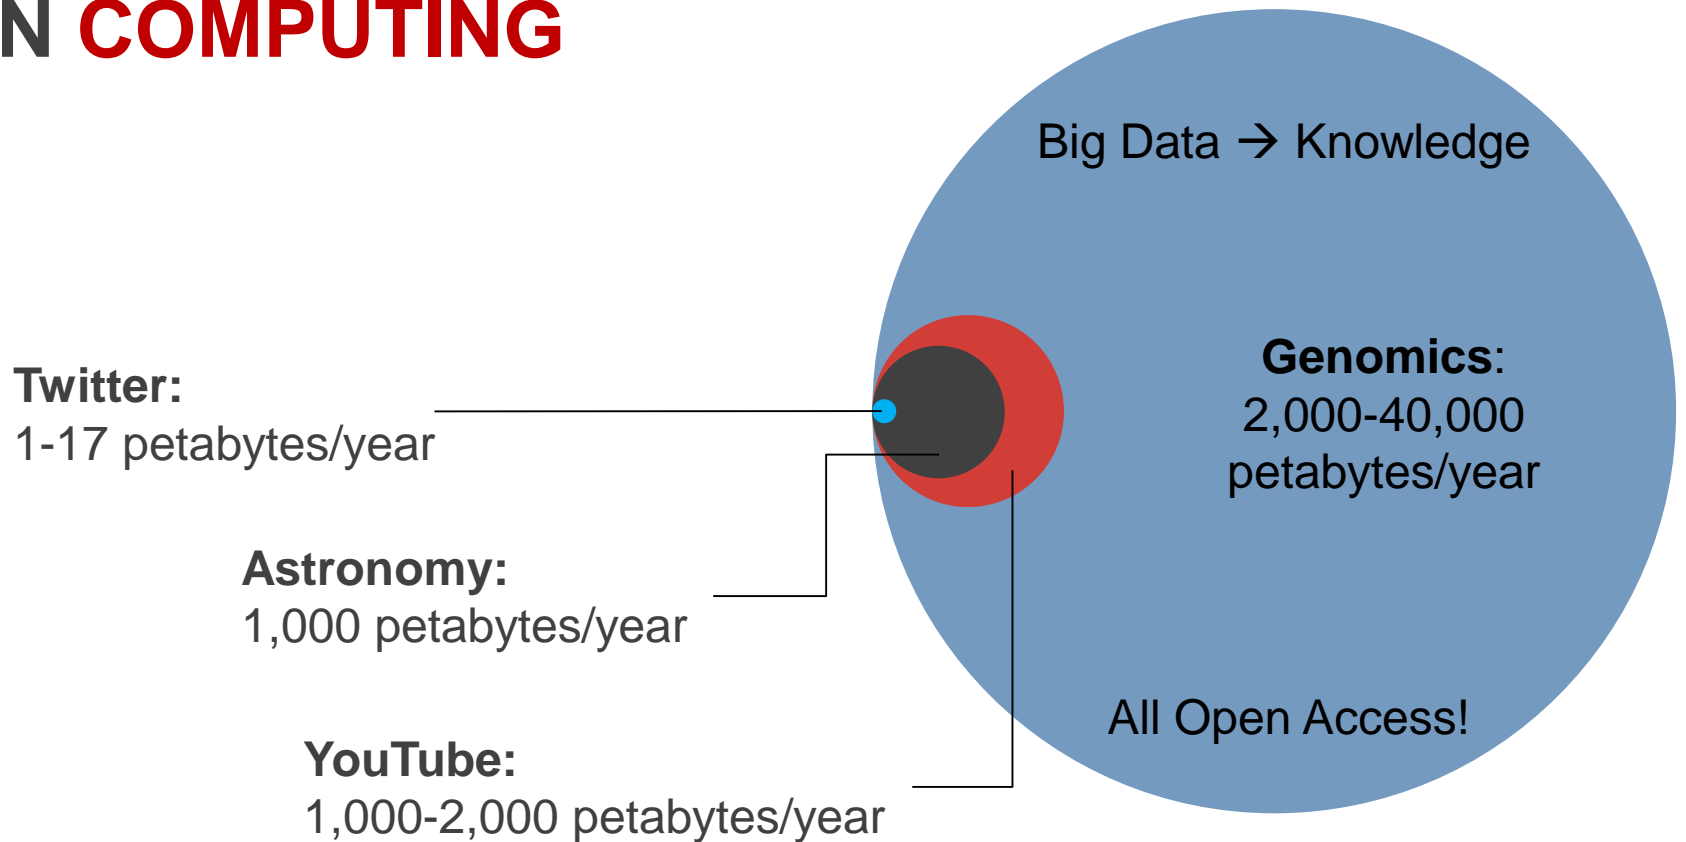 N COMPUTING
Big Data → Knowledge
Genomics:
2,000-40,000
petabytes/year
Twitter:
1-17 petabytes/year
Astronomy:
1,000 petabytes/year
All Open Access!
YouTube:
1,000-2,000 petabytes/year